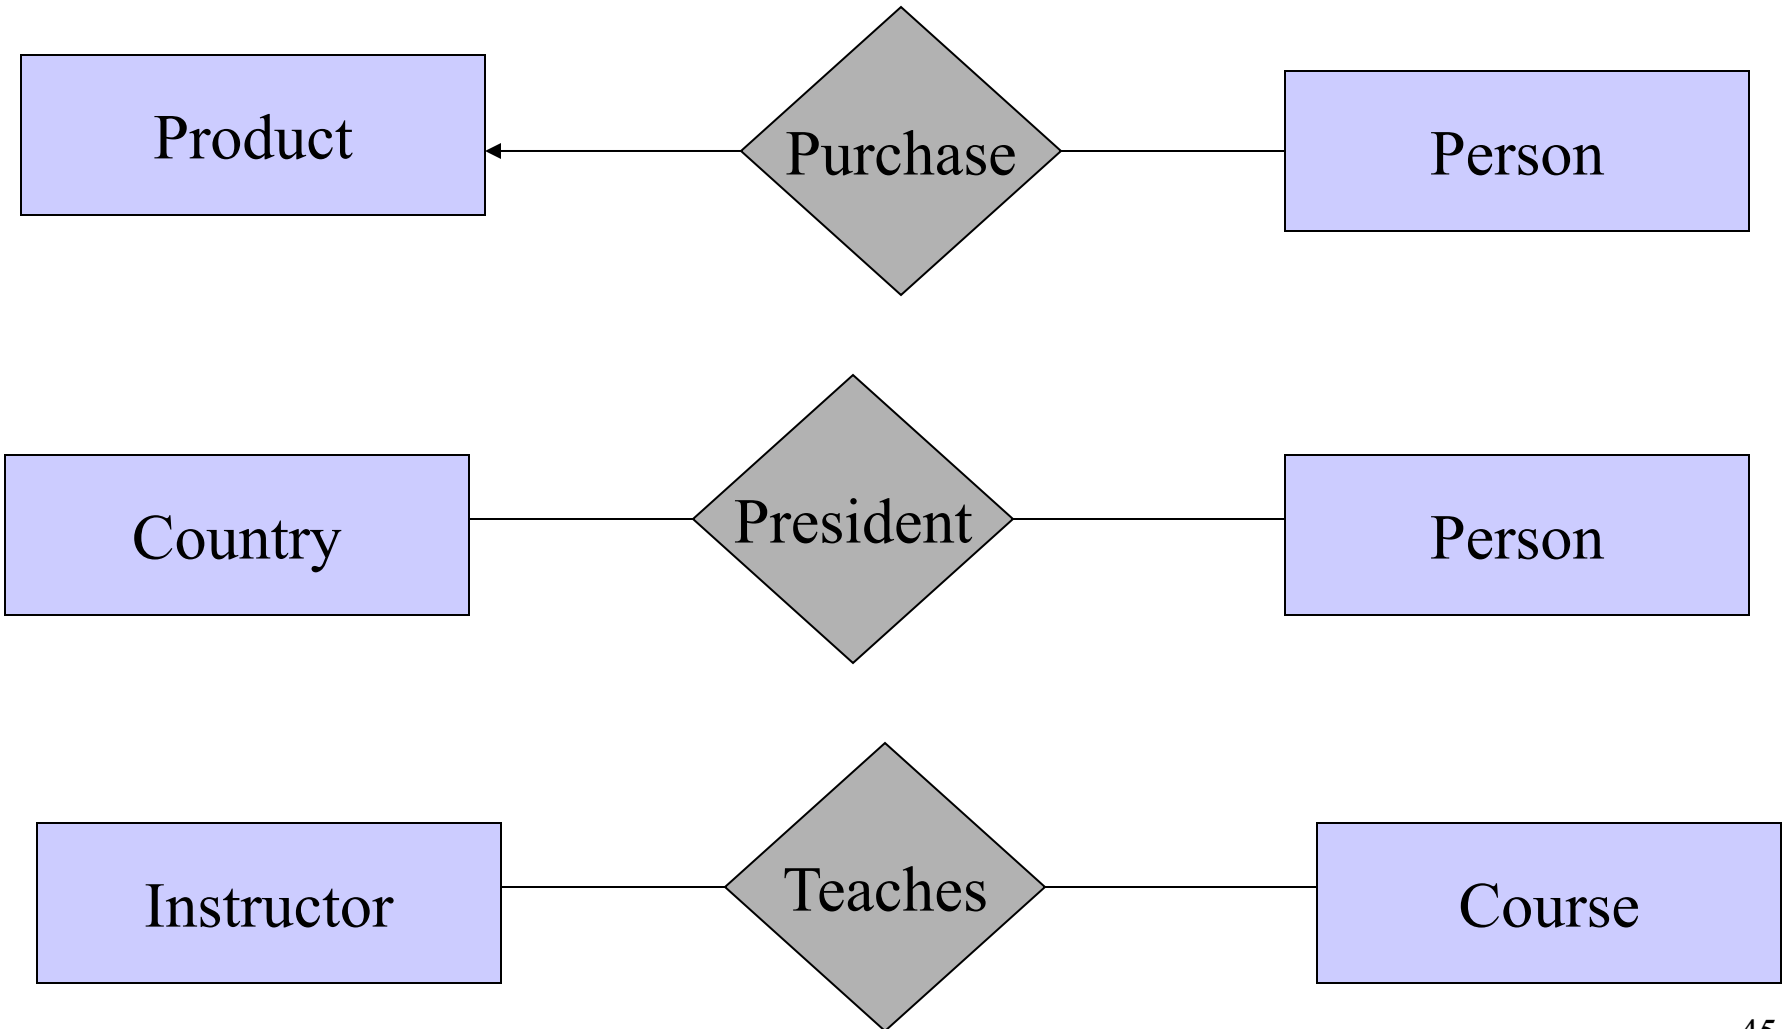 Product
Purchase
Person
Country
President
Person
Instructor
Teaches
Course